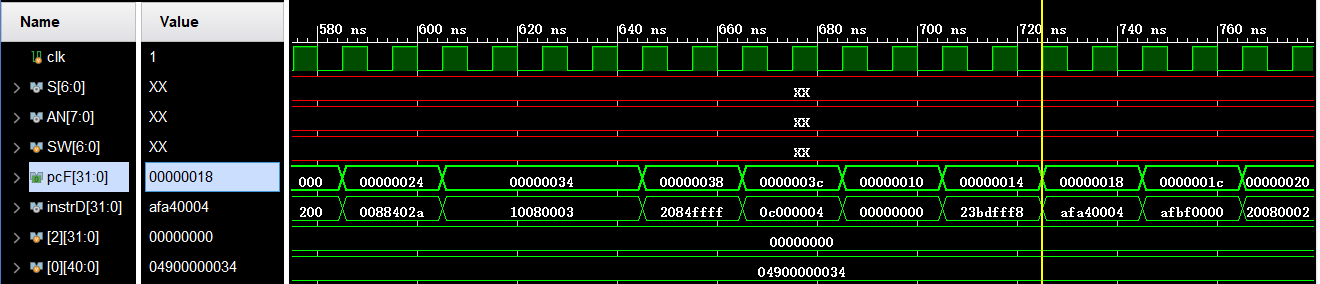 Name Value 580 ns 600 ns 620 ns 640 ns 660 ns 680 ns 700 ns 720 ns 740 ns 760 ns
clk 1
S[6:0] XX XX
AN[7:0] XX XX
SW[6:0] XX XX
pcF[31:0] 00000018 000 00000024 00000034 00000038 0000003c 00000010 00000014 00000018 0000001c 00000020
instrD[31:0] afa40004 200 0088402a 10080003 2084ffff 0c000004 00000000 23bdfff8 afa40004 afbf0000 20080002
[2][31:0] 00000000 00000000
[0][40:0] 04900000034 04900000034